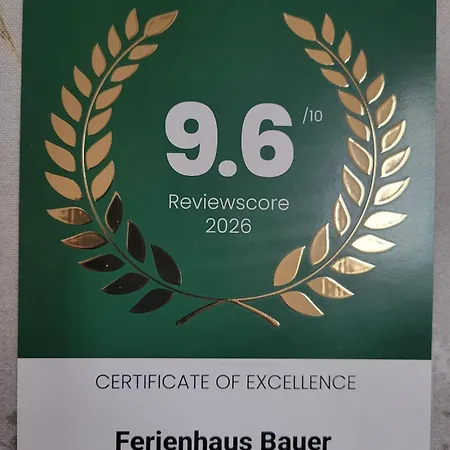 9.6 /10
Reviewscore
2026
CERTIFICATE OF EXCELLENCE
Ferienhaus Bauer